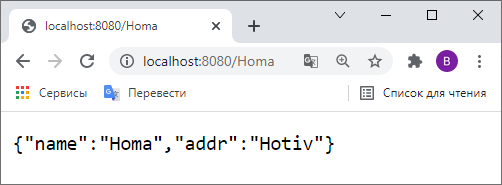 localhost:8080/Homa
localhost:8080/Homa
B
Сервисы
Перевести
Список для чтения
{"name":"Homa","addr":"Hotiv"}